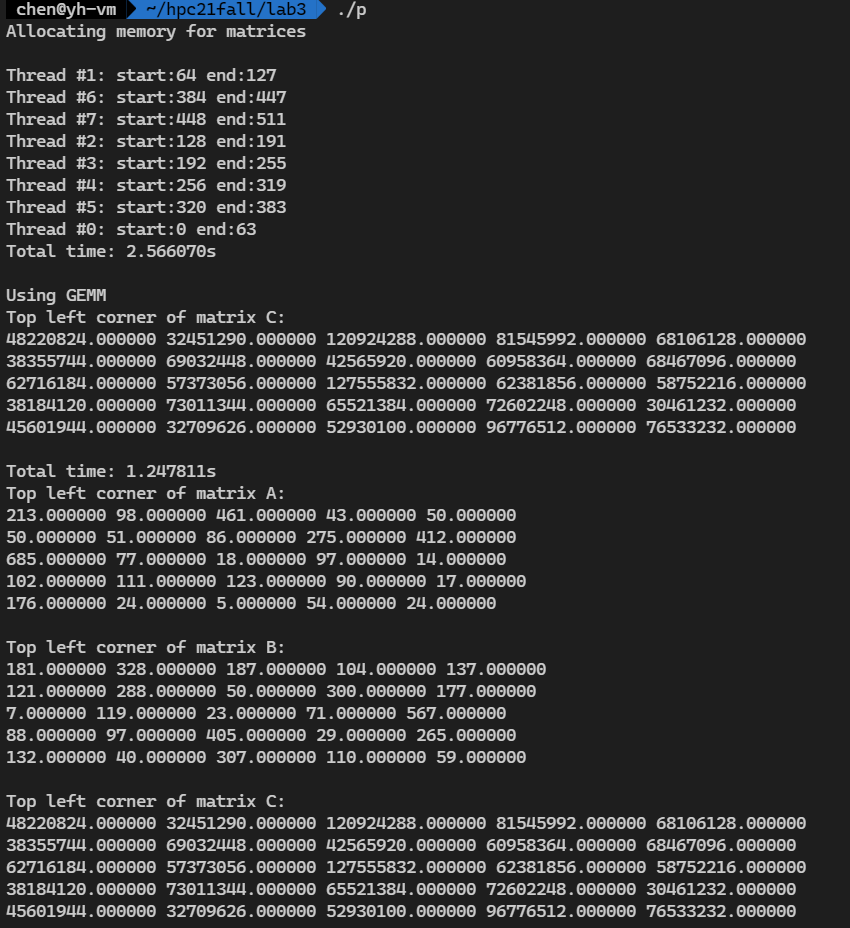 chen@yh-vm ~/hpc21fall/lab3 ./p
Allocating memory for matrices
Thread #1: start:64 end:127
Thread #6: start:384 end:447
Thread #7: start:448 end:511
Thread #2: start:128 end:191
Thread #3: start:192 end:255
Thread #4: start:256 end:319
Thread #5: start:320 end:383
Thread #0: start:0 end:63
Total time: 2.566070s
Using GEMM
Top left corner of matrix C:
48220824.000000 32451290.000000 120924288.000000 81545992.000000 68106128.000000
38355744.000000 69032448.000000 42565920.000000 60958364.000000 68467096.000000
62716184.000000 57373056.000000 127555832.000000 62381856.000000 58752216.000000
38184120.000000 73011344.000000 65521384.000000 72602248.000000 30461232.000000
45601944.000000 32709626.000000 52930100.000000 96776512.000000 76533232.000000
Total time: 1.247811s
Top left corner of matrix A:
213.000000 98.000000 461.000000 43.000000 50.000000
50.000000 51.000000 86.000000 275.000000 412.000000
685.000000 77.000000 18.000000 97.000000 14.000000
102.000000 111.000000 123.000000 90.000000 17.000000
176.000000 24.000000 5.000000 54.000000 24.000000
Top left corner of matrix B:
181.000000 328.000000 187.000000 104.000000 137.000000
121.000000 288.000000 50.000000 300.000000 177.000000
7.000000 119.000000 23.000000 71.000000 567.000000
88.000000 97.000000 405.000000 29.000000 265.000000
132.000000 40.000000 307.000000 110.000000 59.000000
Top left corner of matrix C:
48220824.000000 32451290.000000 120924288.000000 81545992.000000 68106128.000000
38355744.000000 69032448.000000 42565920.000000 60958364.000000 68467096.000000
62716184.000000 57373056.000000 127555832.000000 62381856.000000 58752216.000000
38184120.000000 73011344.000000 65521384.000000 72602248.000000 30461232.000000
45601944.000000 32709626.000000 52930100.000000 96776512.000000 76533232.000000